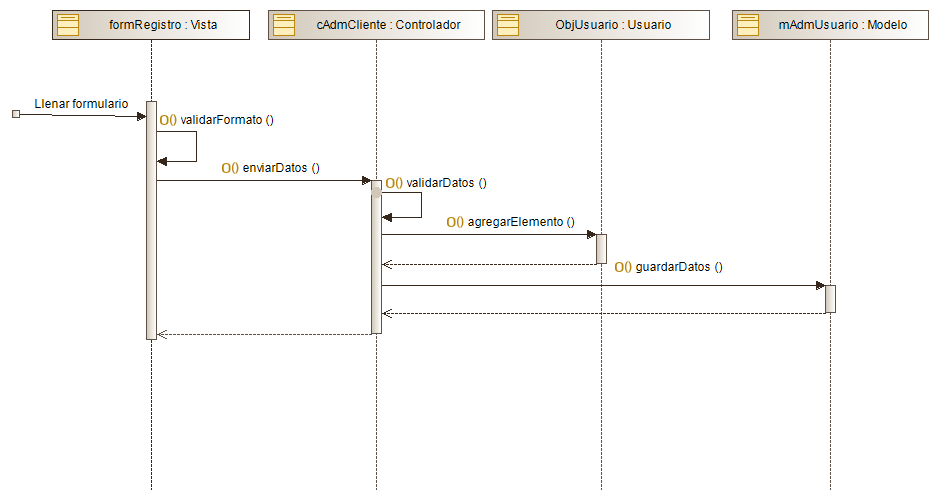 formRegistro : Vista
cAdmCliente : Controlador
ObjUsuario : Usuario
mAdmUsuario : Modelo
Llenar formulario
O() validarFormato ()
O() enviarDatos ()
O() validarDatos ()
O() agregarElemento ()
O() guardarDatos ()